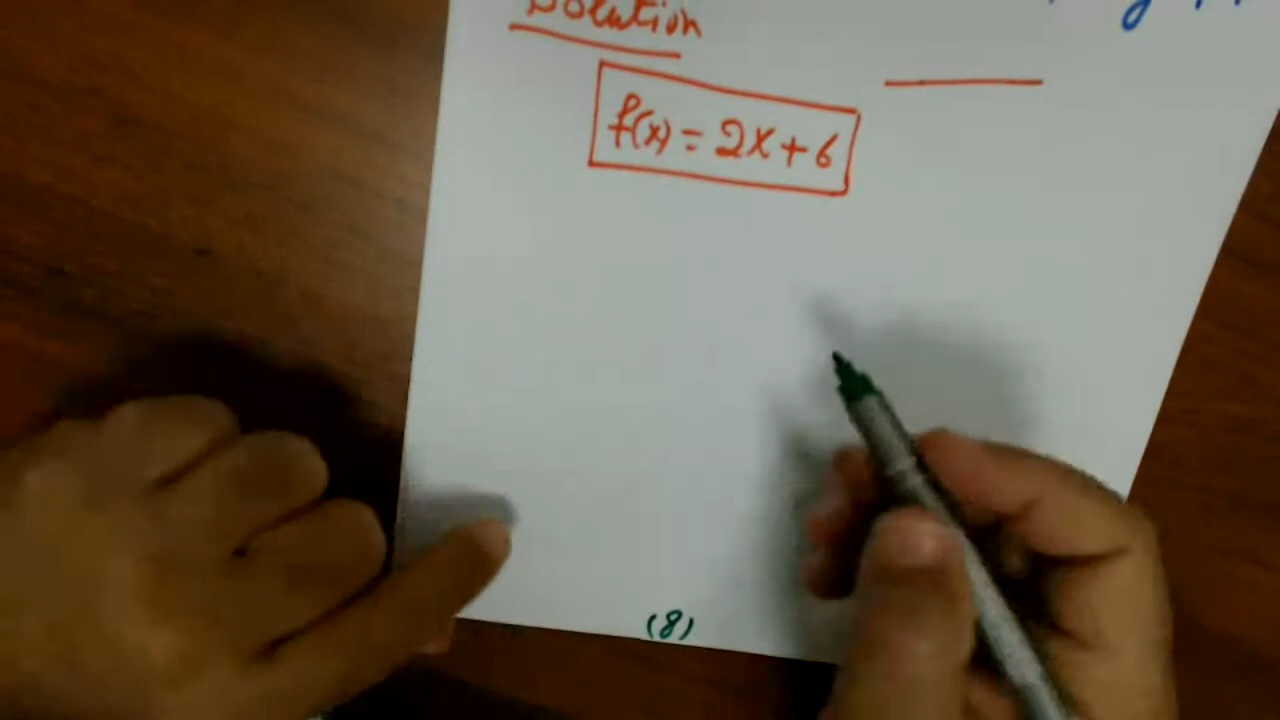 Solution
f(x) = 2x + 6
(8)